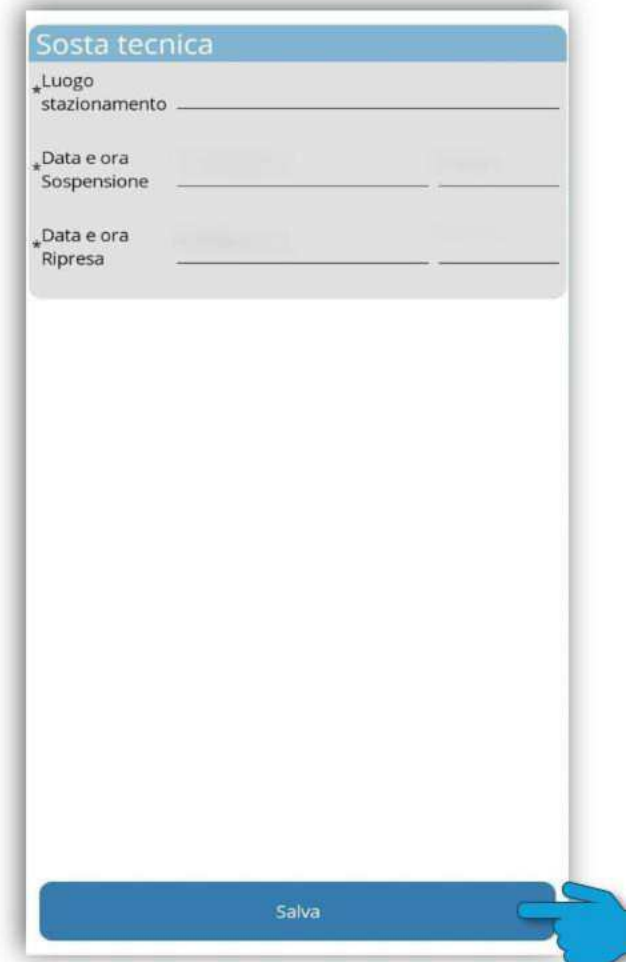 Sosta tecnica
*Luogo
stazionamento
*Data e ora
Sospensione
*Data e ora
Ripresa
Salva